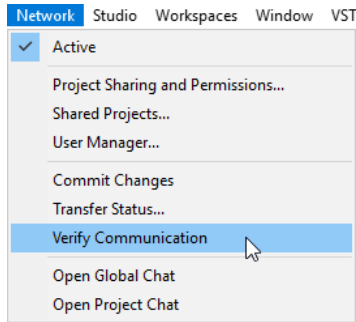 Network Studio Workspaces Window VST
Active
Project Sharing and Permissions...
Shared Projects...
User Manager...
Commit Changes
Transfer Status...
Verify Communication
Open Global Chat
Open Project Chat